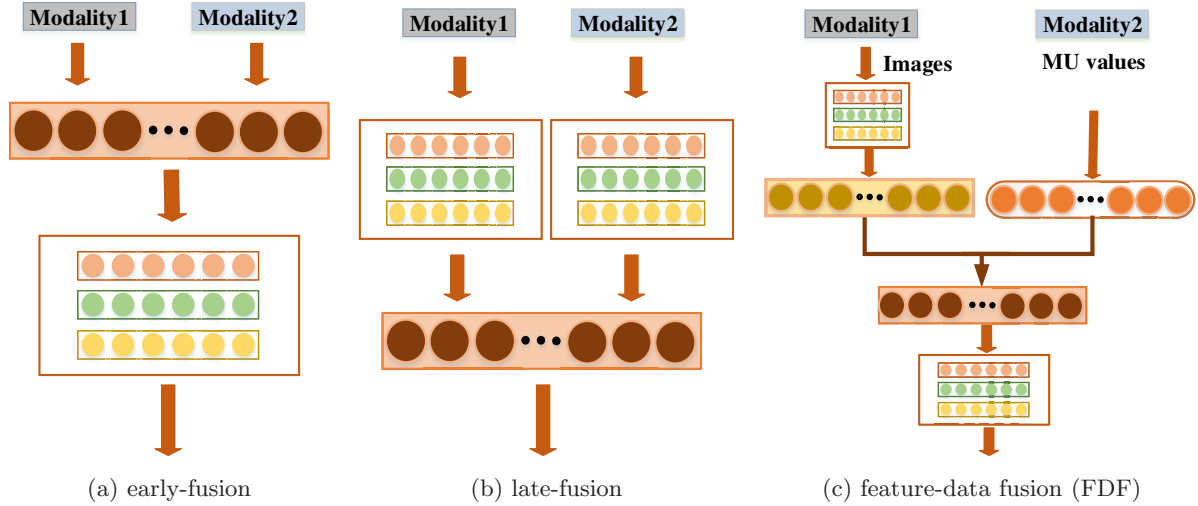 Modality1
Modality2
(a) early-fusion
Modality1
Modality2
(b) late-fusion
Modality1
Modality2
Images
MU values
(c) feature-data fusion (FDF)